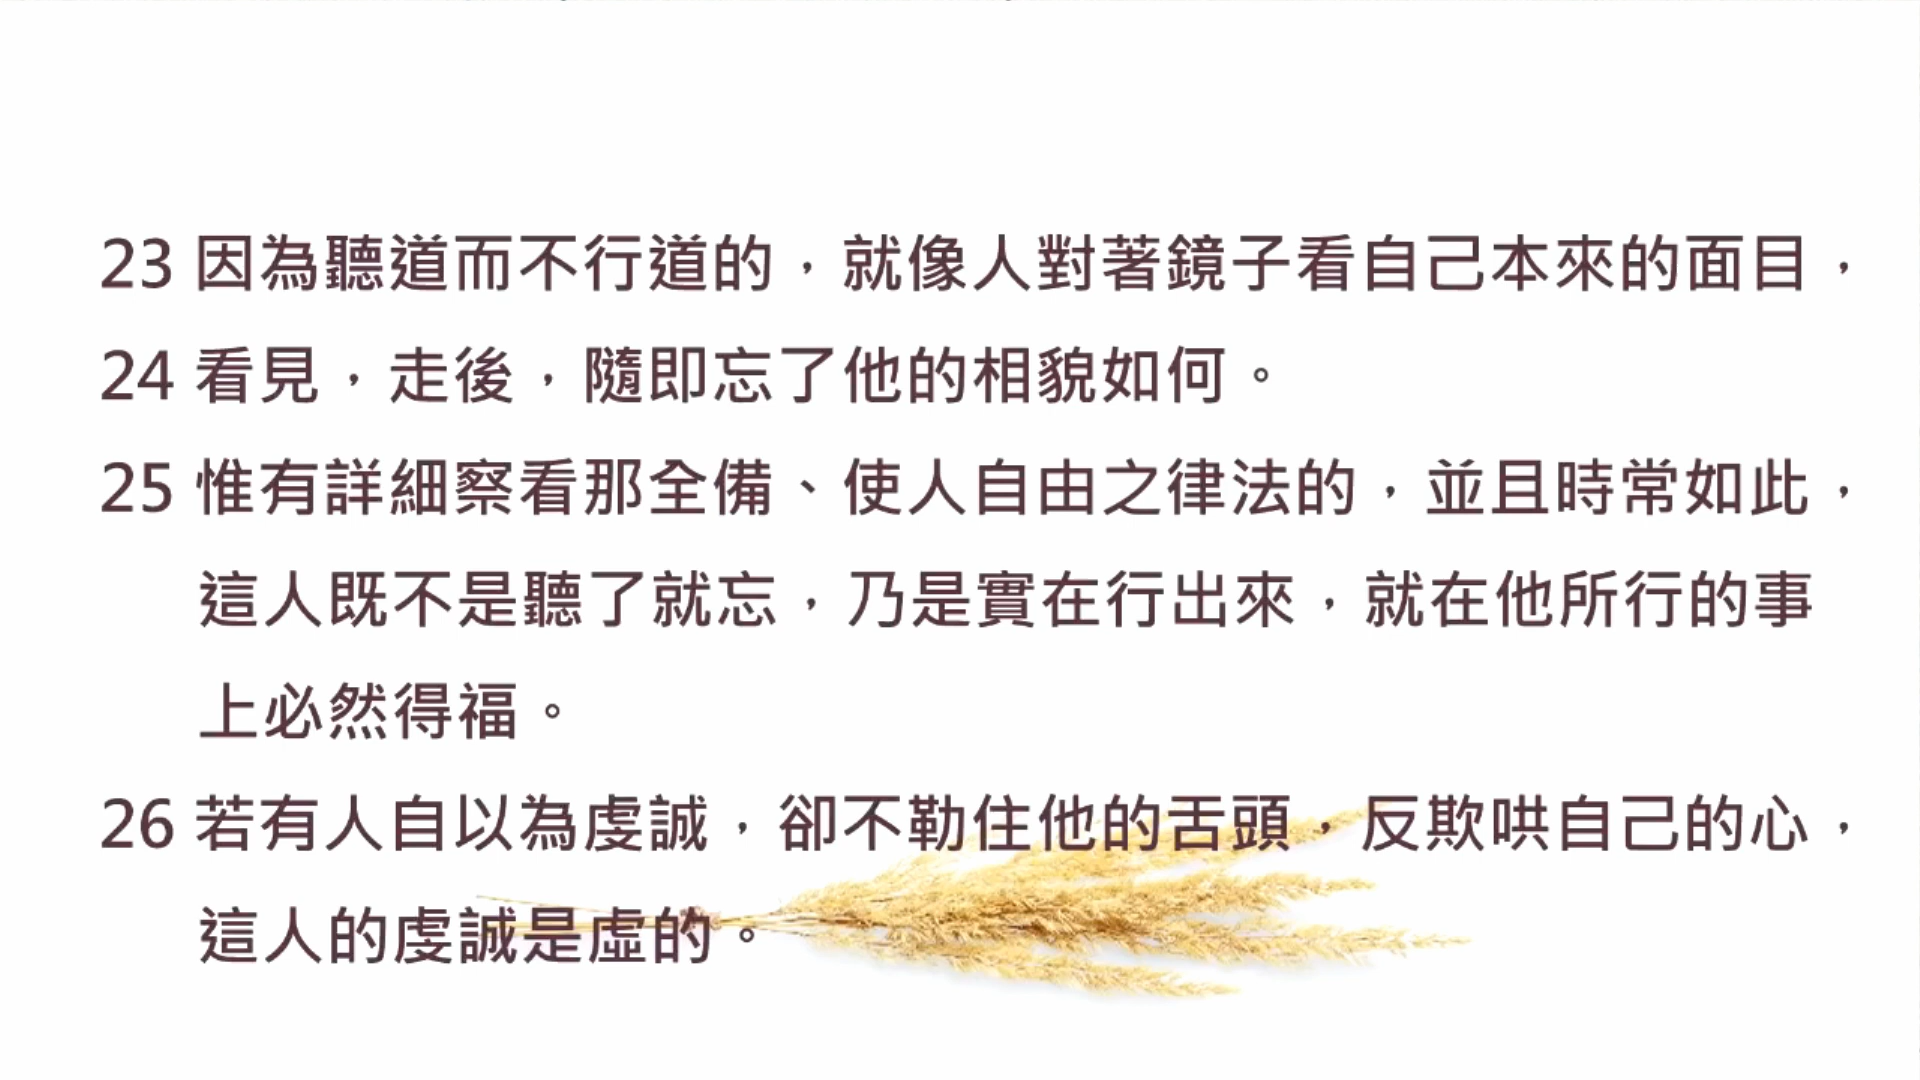 23 因為聽道而不行道的，就像人對著鏡子看自己本來的面目，
24 看見，走後，隨即忘了他的相貌如何。
25 惟有詳細察看那全備、使人自由之律法的，並且時常如此，
這人既不是聽了就忘，乃是實在行出來，就在他所行的事
上必然得福。
26 若有人自以為虔誠，卻不勒住他的舌頭，反欺哄自己的心，
這人的虔誠是虛的。